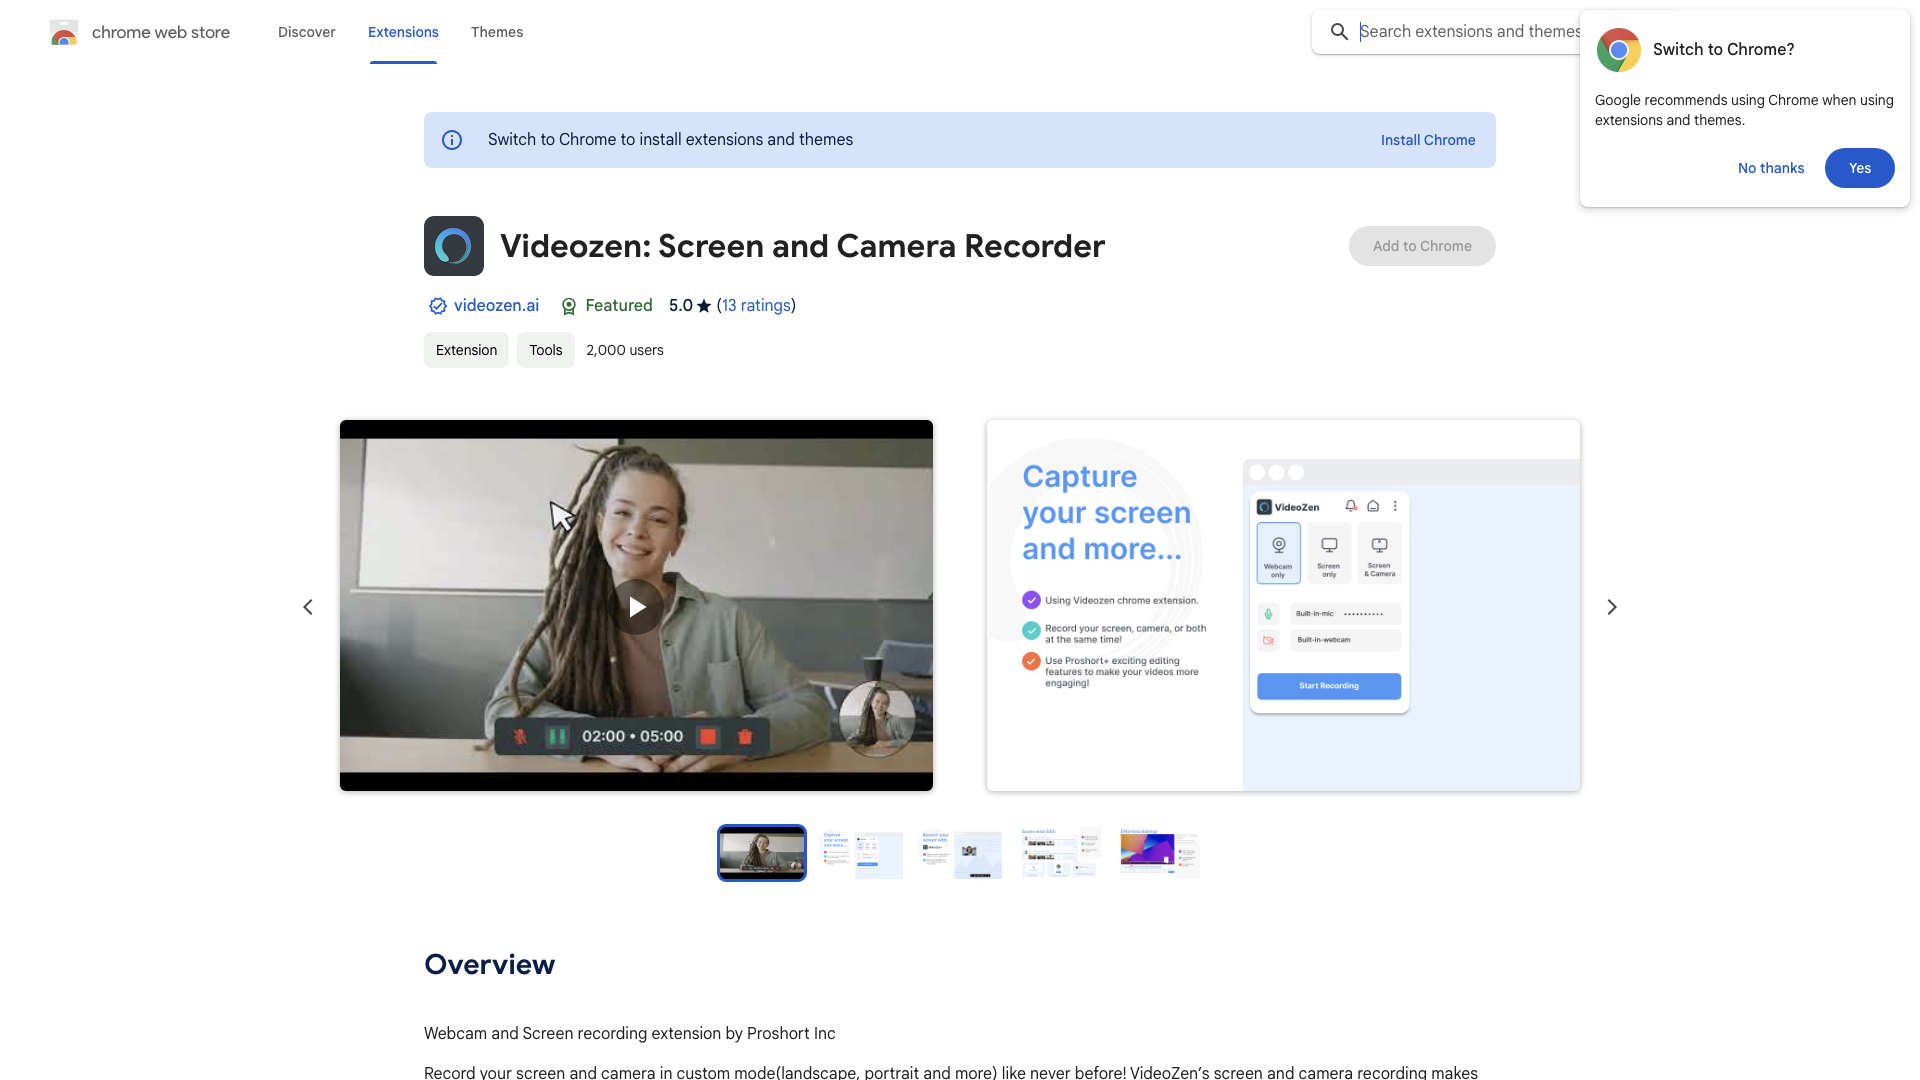 chrome web store
Discover
Extensions
Themes
Search extensions and themes
Switch to Chrome?
Google recommends using Chrome when using
extensions and themes.
No thanks
Yes
Switch to Chrome to install extensions and themes
Install Chrome
Videozen: Screen and Camera Recorder
Add to Chrome
videozen.ai
Featured
5.0 ★ (13 ratings)
Extension
Tools
2,000 users
02:00 • 05:00
Capture
your screen
and more...
Using Videozen chrome extension.
Record your screen, camera, or both
at the same time!
Use Proshort+ exciting editing
features to make your videos more
engaging!
VideoZen
Webcam
only
Screen
only
Screen
& Camera
Built-in-mic
Built-in-webcam
Start Recording
Capture
your screen
and more...
Overview
Webcam and Screen recording extension by Proshort Inc
Record your screen and camera in custom mode(landscape, portrait and more) like never before! VideoZen’s screen and camera recording makes